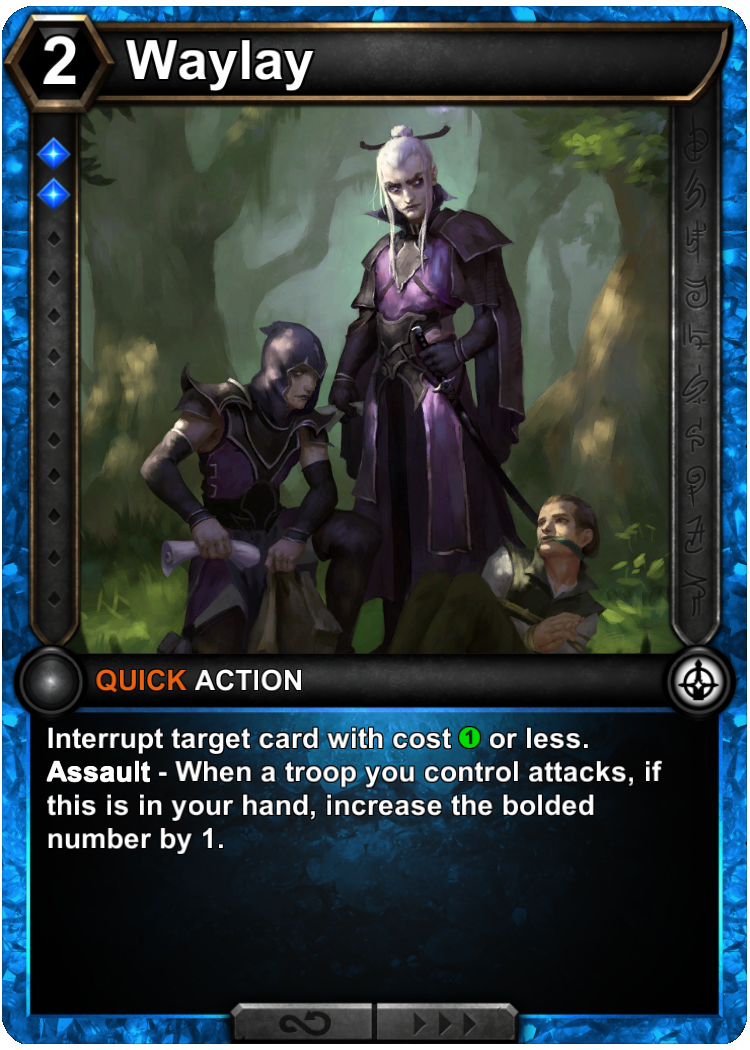 2 Waylay
QUICK ACTION
Interrupt target card with cost 1 or less.
Assault - When a troop you control attacks, if
this is in your hand, increase the bolded
number by 1.